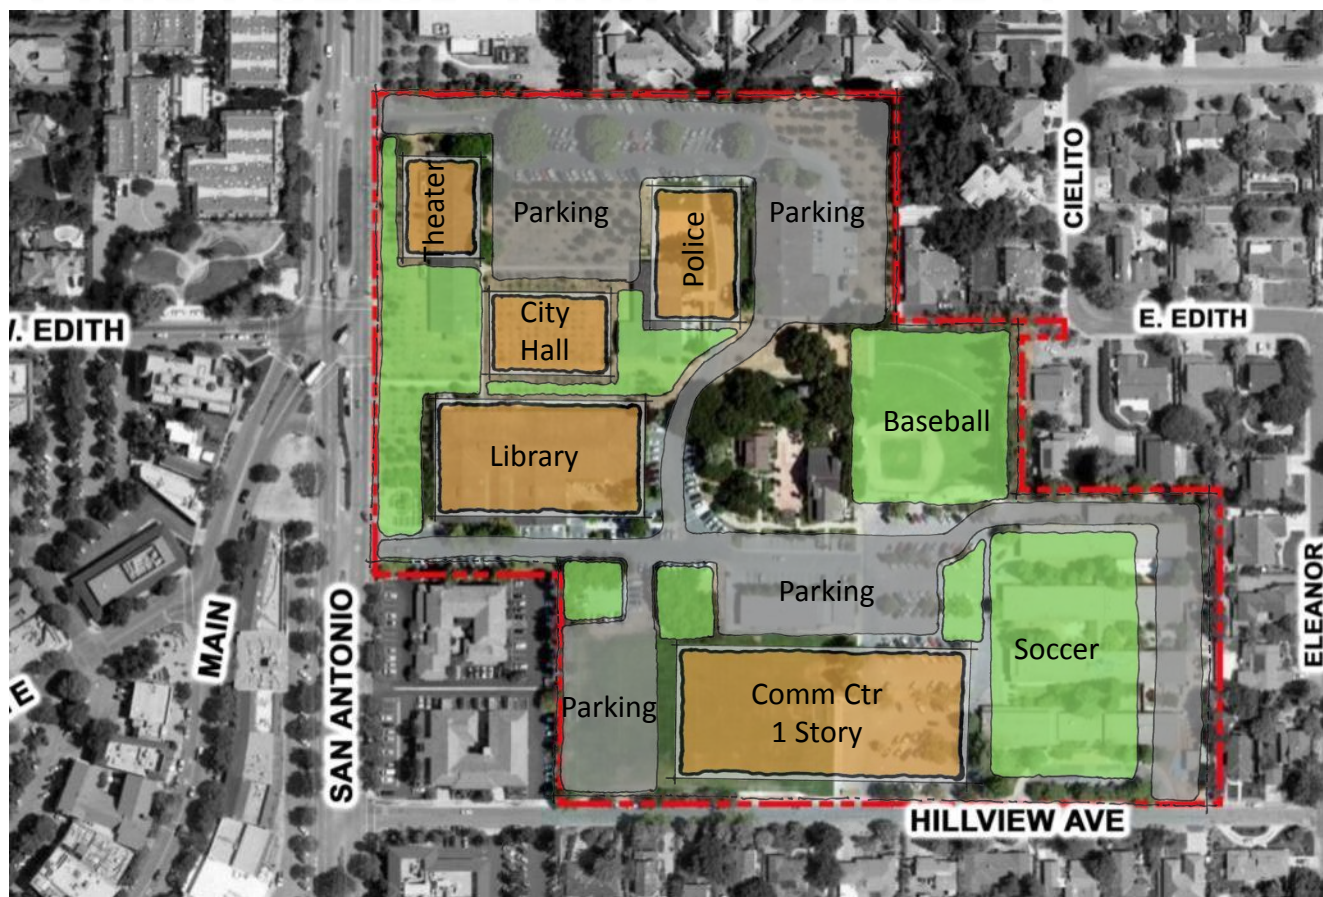 Theater
Parking
Police
Parking
CIELITO
City
Hall
. EDITH
E. EDITH
Baseball
Library
MAIN
SAN ANTONIO
Parking
ELEANOR
Soccer
E
Parking
Comm Ctr
1 Story
HILLVIEW AVE